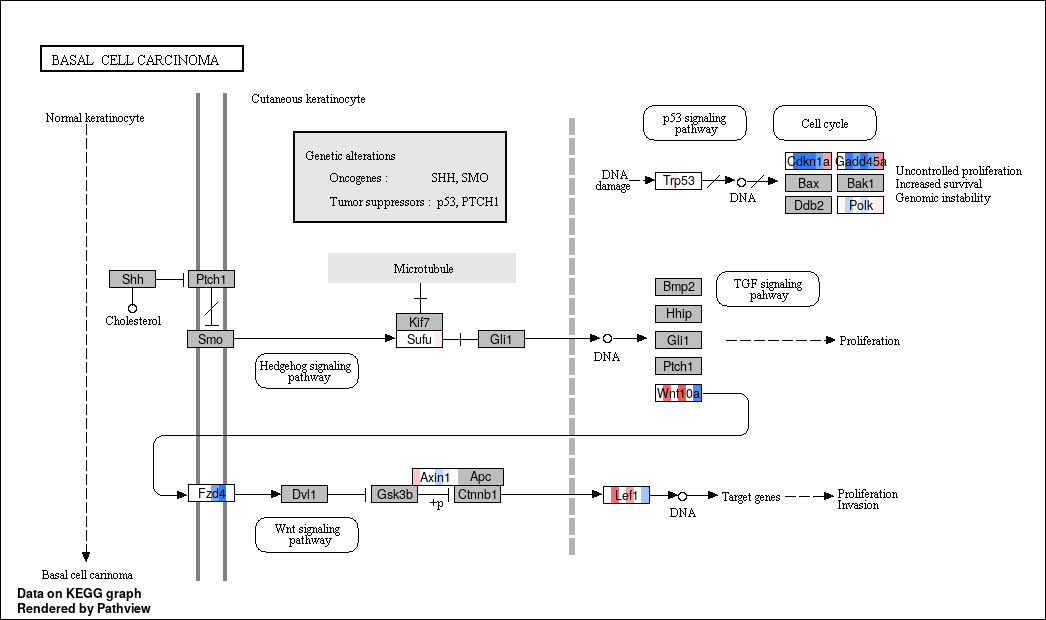 BASAL CELL CARCINOMA
Normal keratinocyte
Cutaneous keratinocyte
Genetic alterations
Oncogenes : SHH, SMO
Tumor suppressors : p53, PTCH1
p53 signaling
pathway
Cell cycle
DNA
damage
Trp53
DNA
Cdkn1a
Gadd45a
Bax
Bak1
Ddb2
Polk
Uncontrolled proliferation
Increased survival
Genomic instability
Shh
Ptch1
Cholesterol
Smo
Microtubule
Kif7
Sufu
Gli1
Hedgehog signaling
pathway
DNA
Bmp2
Hhip
Gli1
Ptch1
Wnt10a
TGF signaling
pahway
Proliferation
Fzd4
Dvl1
Axin1
Apc
Gsk3b
Ctnnb1
+p
Wnt signaling
pathway
Lef1
DNA
Target genes
Proliferation
Invasion
Basal cell carinoma
Data on KEGG graph
Rendered by Pathview